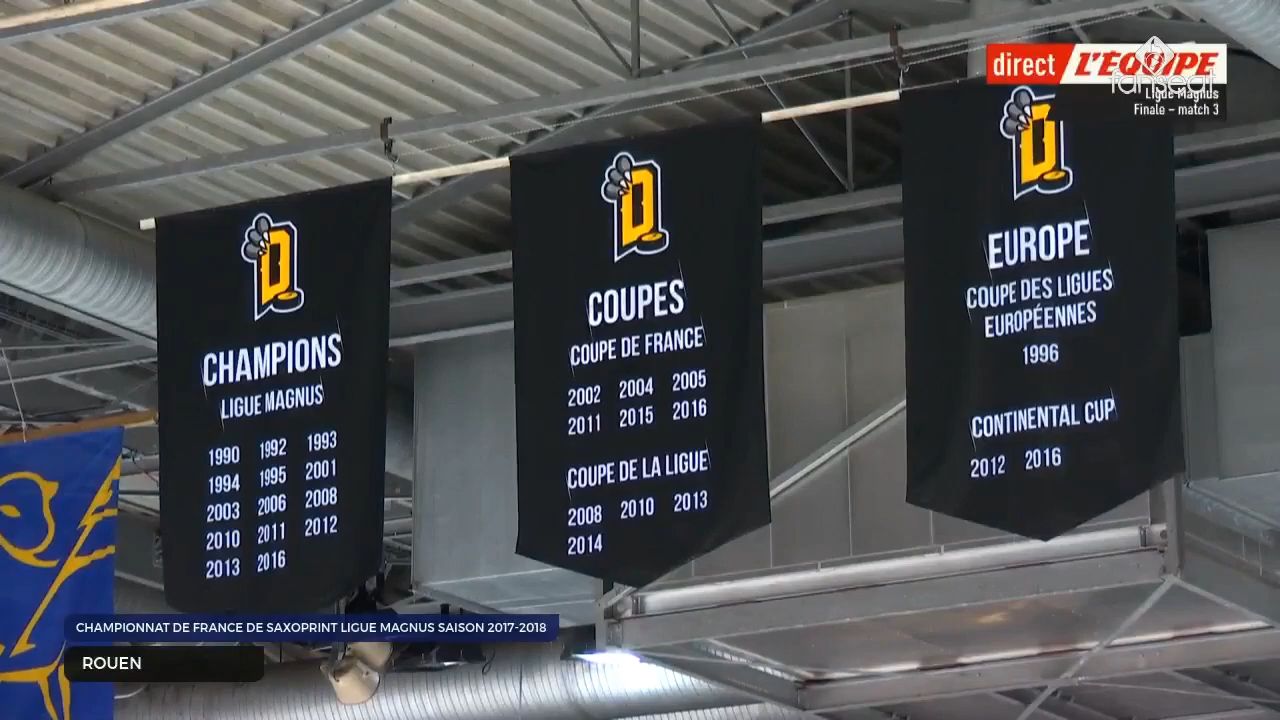 direct L'ÉQUIPE
fanseat
Ligue Magnus
Finale – match 3
CHAMPIONS
LIGUE MAGNUS
1990 1992 1993
1994 1995 2001
2003 2006 2008
2010 2011 2012
2013 2016
D
COUPES
COUPE DE FRANCE
2002 2004 2005
2011 2015 2016
COUPE DE LA LIGUE
2008 2010 2013
2014
D
EUROPE
COUPE DES LIGUES
EUROPÉENNES
1996
CONTINENTAL CUP
2012 2016
D
CHAMPIONNAT DE FRANCE DE SAXOPRINT LIGUE MAGNUS SAISON 2017-2018
ROUEN